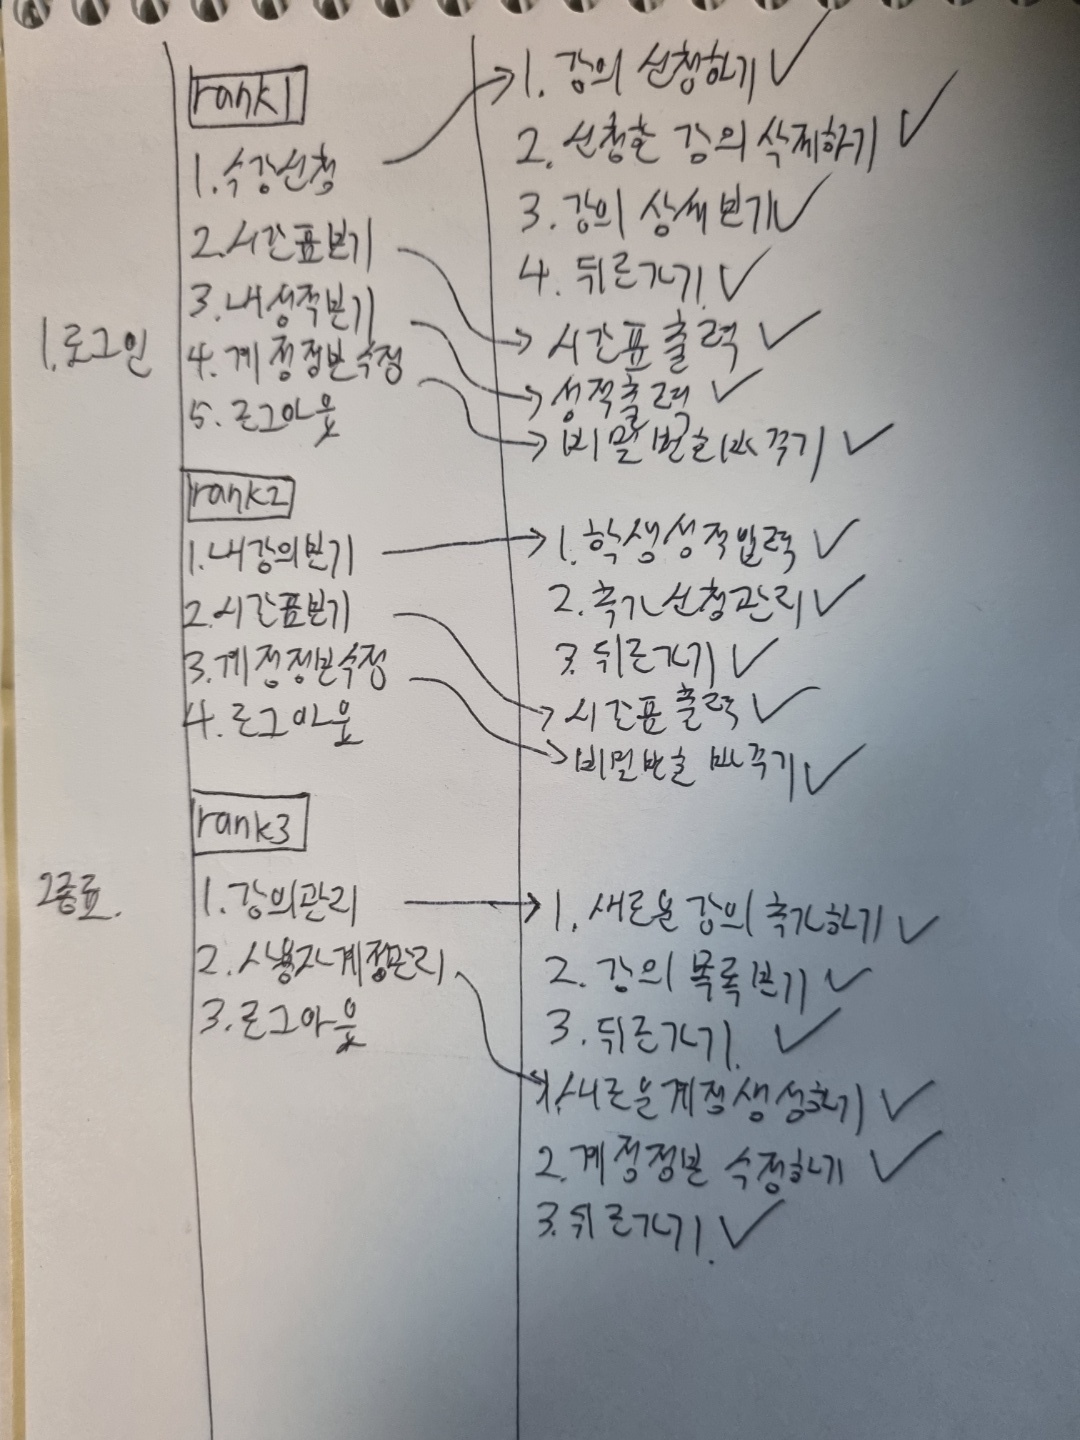 1. 로그인
2종료.
rank1
1. 수강신청
2. 시간표보기
3. 내성적보기
4. 계정정보수정
5. 로그아웃
rank2
1. 내강의보기
2. 시간표보기
3. 계정정보수정
4. 로그아웃
rank3
1. 강의관리
2. 사용자계정관리
3. 로그아웃
1. 강의 신청하기 ✓
2. 신청한 강의 삭제하기 ✓
3. 강의 상세보기 ✓
4. 뒤로가기 ✓
시간표 출력 ✓
성적출력 ✓
비밀번호바꾸기 ✓
1. 학생성적입력 ✓
2. 추가신청관리 ✓
3. 뒤로가기 ✓
시간표 출력 ✓
비밀번호 바꾸기 ✓
1. 새로운 강의 추가하기 ✓
2. 강의 목록보기 ✓
3. 뒤로가기. ✓
1. 새로운계정생성하기 ✓
2. 계정정보 수정하기 ✓
3. 뒤로가기. ✓